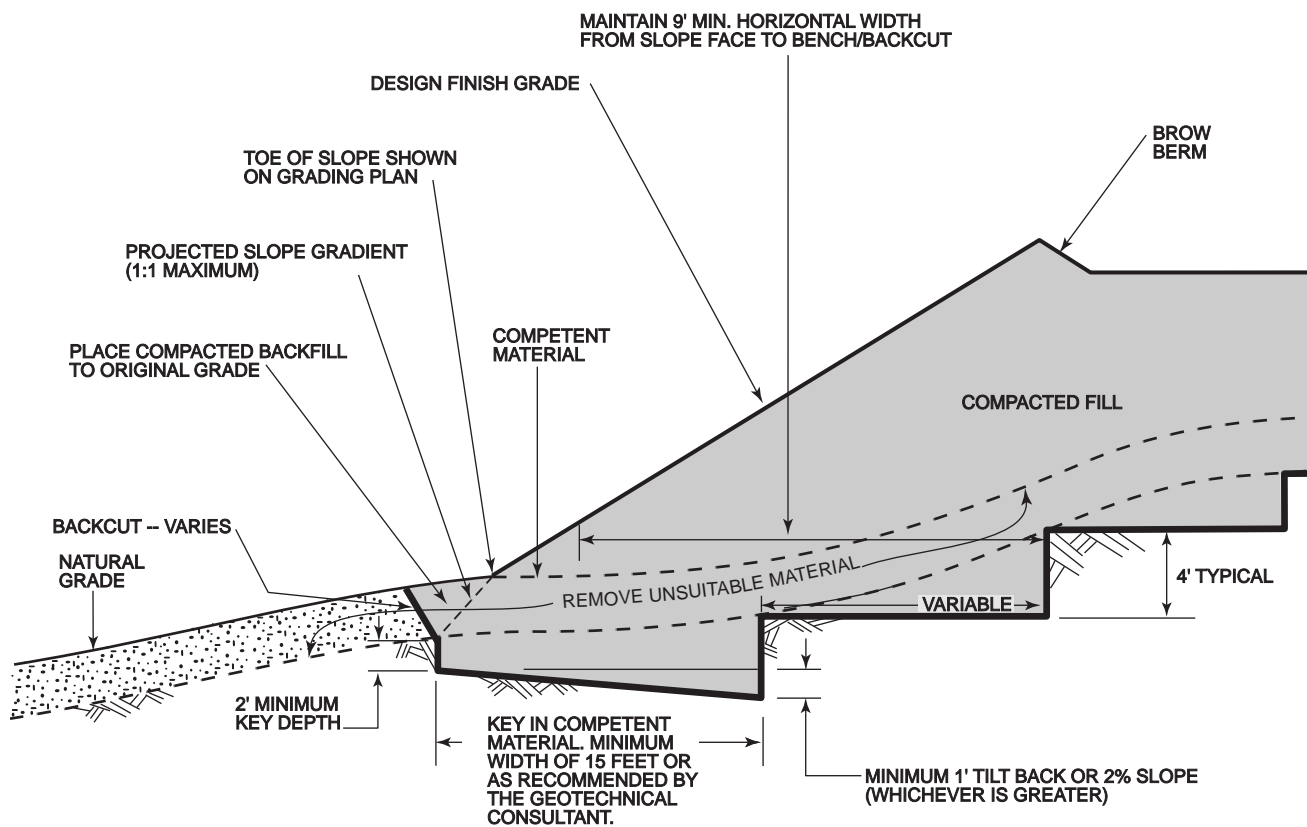 MAINTAIN 9' MIN. HORIZONTAL WIDTH
FROM SLOPE FACE TO BENCH/BACKCUT
DESIGN FINISH GRADE
BROW
BERM
TOE OF SLOPE SHOWN
ON GRADING PLAN
PROJECTED SLOPE GRADIENT
(1:1 MAXIMUM)
PLACE COMPACTED BACKFILL
TO ORIGINAL GRADE
COMPETENT
MATERIAL
COMPACTED FILL
BACKCUT -- VARIES
NATURAL
GRADE
REMOVE UNSUITABLE MATERIAL
VARIABLE
4' TYPICAL
2' MINIMUM
KEY DEPTH
KEY IN COMPETENT
MATERIAL. MINIMUM
WIDTH OF 15 FEET OR
AS RECOMMENDED BY
THE GEOTECHNICAL
CONSULTANT.
MINIMUM 1' TILT BACK OR 2% SLOPE
(WHICHEVER IS GREATER)